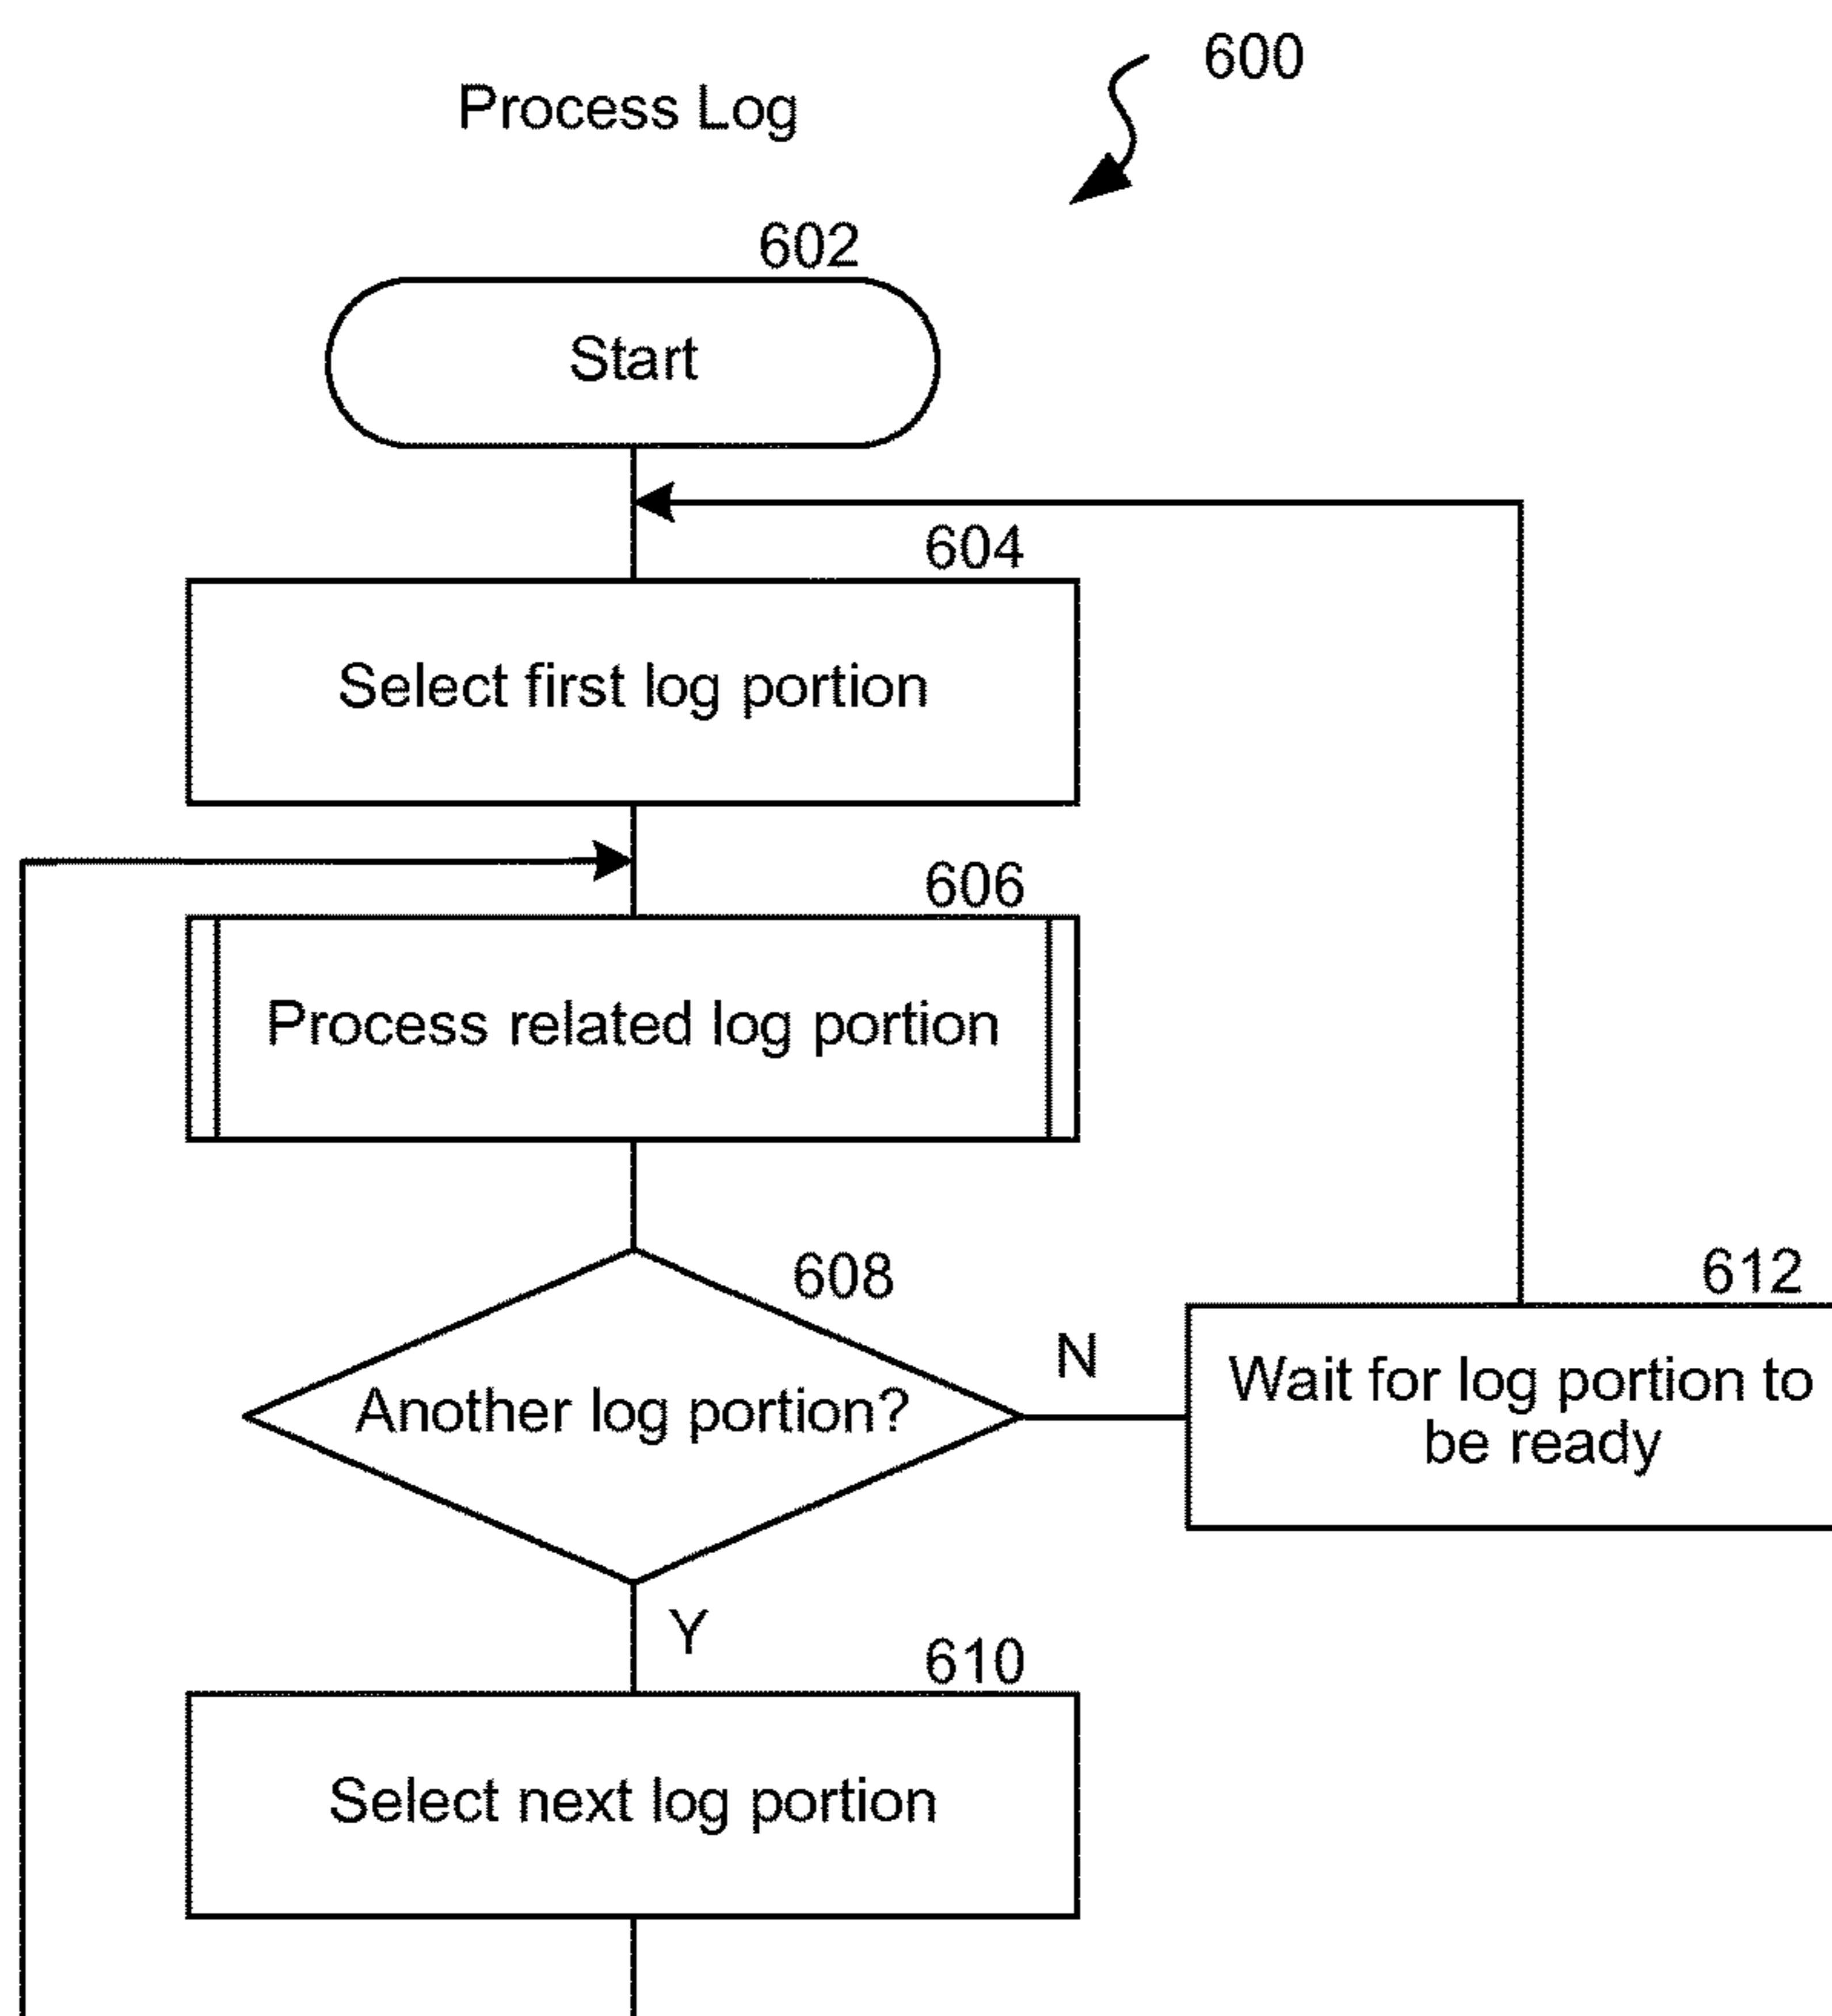 600
Process Log
602
Start
604
Select first log portion
606
Process related log portion
608
Another log portion?
N
612
Wait for log portion to
be ready
Y
610
Select next log portion